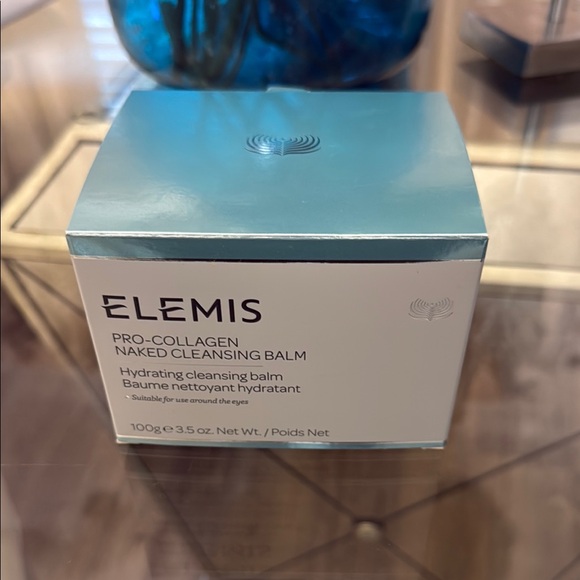 ELEMIS
PRO-COLLAGEN
NAKED CLEANSING BALM
Hydrating cleansing balm
Baume nettoyant hydratant
• Suitable for use around the eyes
100g e 3.5 oz. Net Wt. / Poids Net